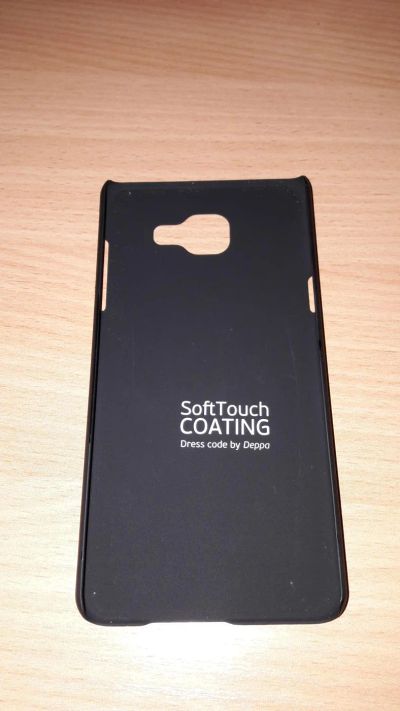 SoftTouch
COATING
Dress code by Deppa